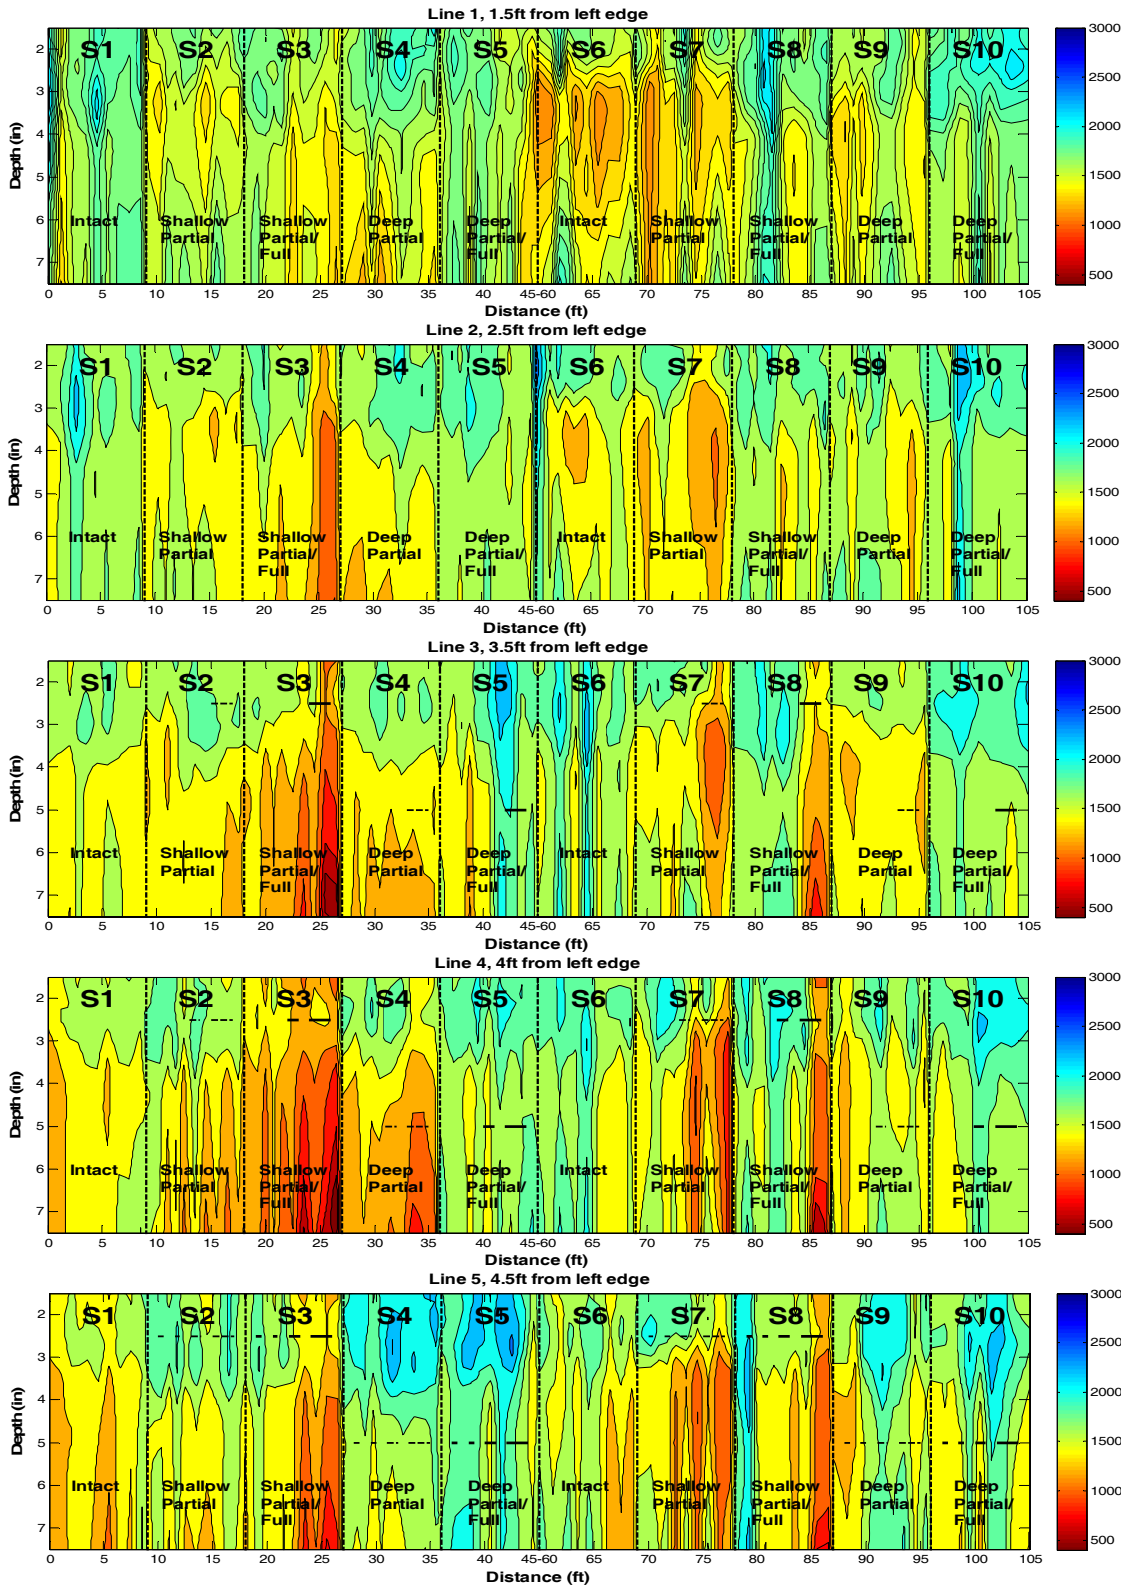 Line 1, 1.5ft from left edge
S1 S2 S3 S4 S5 S6 S7 S8 S9 S10
Depth (in)
2
3
4
5
6
7
Intact
Shallow
Partial
Shallow
Partial/
Full
Deep
Partial
Deep
Partial/
Full
Intact
Shallow
Partial
Shallow
Partial/
Full
Deep
Partial
Deep
Partial/
Full
0 5 10 15 20 25 30 35 40 45-60 65 70 75 80 85 90 95 100 105
Distance (ft)
3000
2500
2000
1500
1000
500
Line 2, 2.5ft from left edge
S1 S2 S3 S4 S5 S6 S7 S8 S9 S10
Depth (in)
2
3
4
5
6
7
Intact
Shallow
Partial
Shallow
Partial/
Full
Deep
Partial
Deep
Partial/
Full
Intact
Shallow
Partial
Shallow
Partial/
Full
Deep
Partial
Deep
Partial/
Full
0 5 10 15 20 25 30 35 40 45-60 65 70 75 80 85 90 95 100 105
Distance (ft)
3000
2500
2000
1500
1000
500
Line 3, 3.5ft from left edge
S1 S2 S3 S4 S5 S6 S7 S8 S9 S10
Depth (in)
2
3
4
5
6
7
Intact
Shallow
Partial
Shallow
Partial/
Full
Deep
Partial
Deep
Partial/
Full
Intact
Shallow
Partial
Shallow
Partial/
Full
Deep
Partial
Deep
Partial/
Full
0 5 10 15 20 25 30 35 40 45-60 65 70 75 80 85 90 95 100 105
Distance (ft)
3000
2500
2000
1500
1000
500
Line 4, 4ft from left edge
S1 S2 S3 S4 S5 S6 S7 S8 S9 S10
Depth (in)
2
3
4
5
6
7
Intact
Shallow
Partial
Shallow
Partial/
Full
Deep
Partial
Deep
Partial/
Full
Intact
Shallow
Partial
Shallow
Partial/
Full
Deep
Partial
Deep
Partial/
Full
0 5 10 15 20 25 30 35 40 45-60 65 70 75 80 85 90 95 100 105
Distance (ft)
3000
2500
2000
1500
1000
500
Line 5, 4.5ft from left edge
S1 S2 S3 S4 S5 S6 S7 S8 S9 S10
Depth (in)
2
3
4
5
6
7
Intact
Shallow
Partial
Shallow
Partial/
Full
Deep
Partial
Deep
Partial/
Full
Intact
Shallow
Partial
Shallow
Partial/
Full
Deep
Partial
Deep
Partial/
Full
0 5 10 15 20 25 30 35 40 45-60 65 70 75 80 85 90 95 100 105
Distance (ft)
3000
2500
2000
1500
1000
500